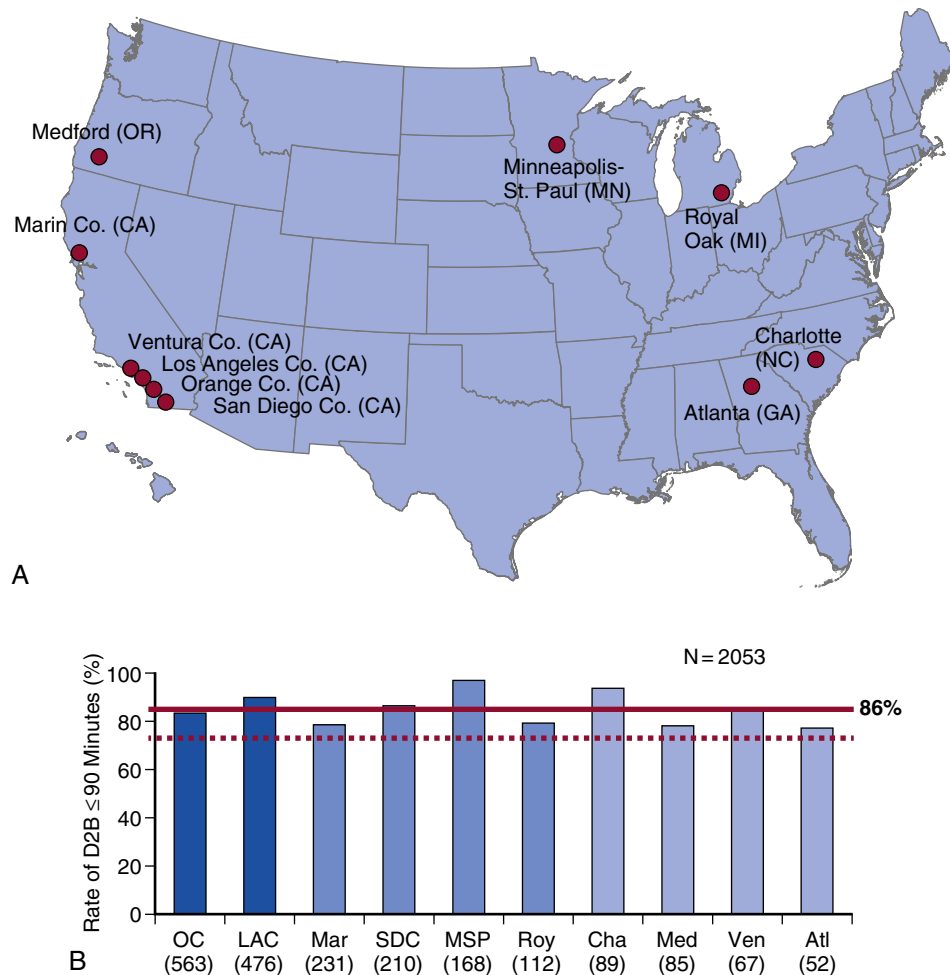 Medford (OR)
Marin Co. (CA)
Minneapolis-
St. Paul (MN)
Royal
Oak (MI)
Ventura Co. (CA)
Los Angeles Co. (CA)
Orange Co. (CA)
San Diego Co. (CA)
Charlotte
(NC)
Atlanta (GA)
A
N = 2053
Rate of D2B ≤ 90 Minutes (%)
100
80
60
40
20
0
86%
OC LAC Mar SDC MSP Roy Cha Med Ven Atl
(563) (476) (231) (210) (168) (112) (89) (85) (67) (52)
B